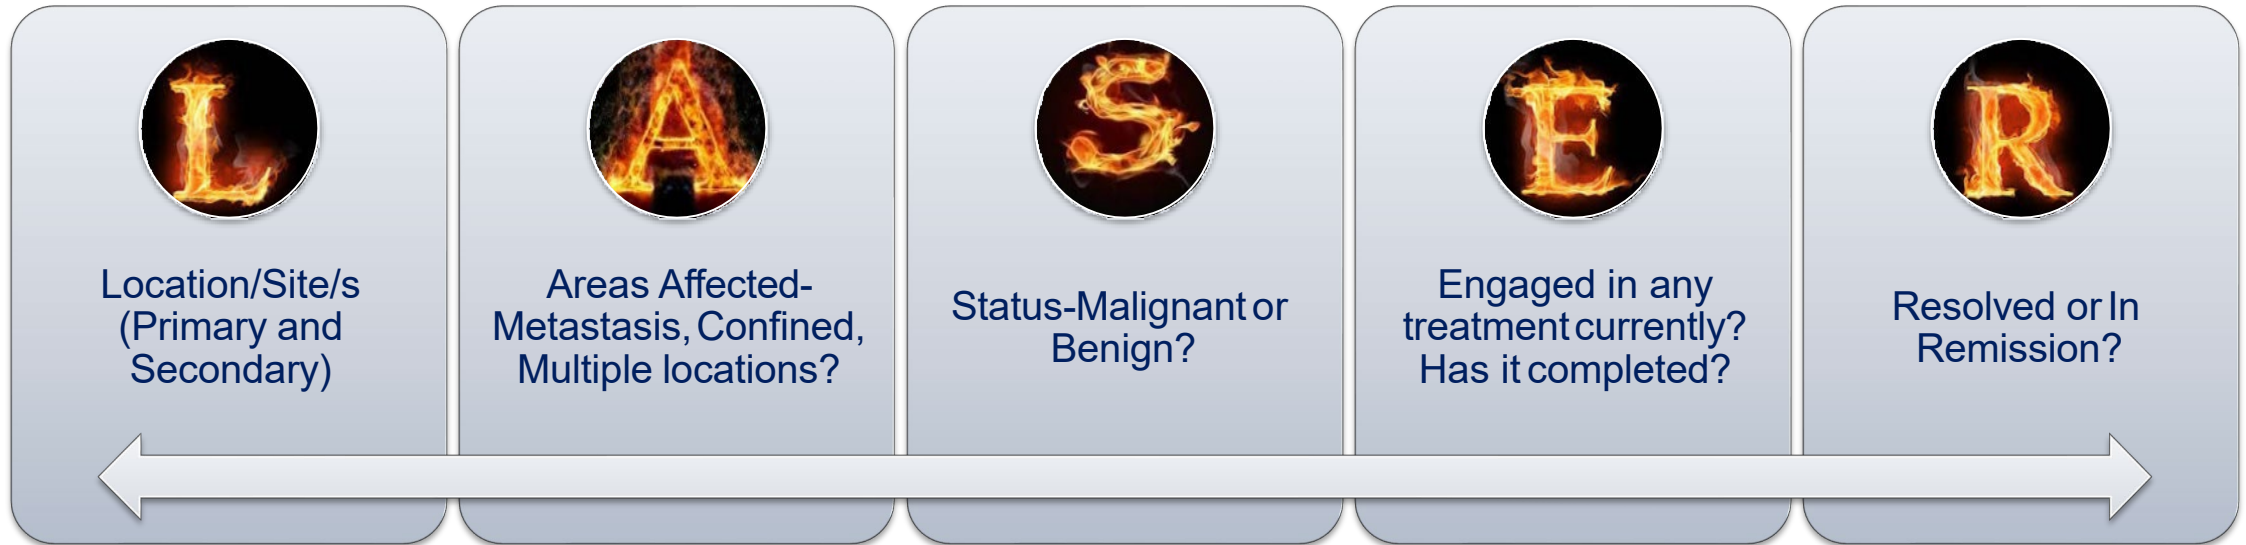 L
Location/Site/s
(Primary and
Secondary)
A
Areas Affected-
Metastasis, Confined,
Multiple locations?
S
Status-Malignant or
Benign?
E
Engaged in any
treatment currently?
Has it completed?
R
Resolved or In
Remission?